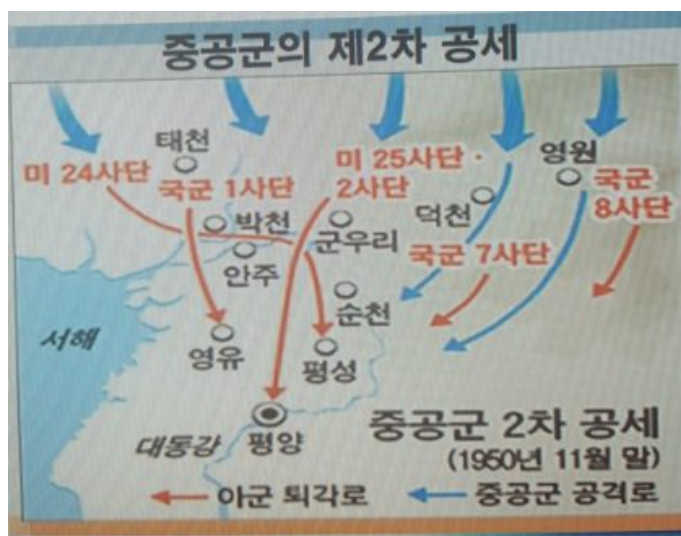 중공군의 제2차 공세
태천
미 24사단
국군 1사단
미 25사단·
2사단
영원
국군
8사단
박천
군우리
덕천
안주
국군 7사단
순천
서해
영유
평성
대동강
평양
중공군 2차 공세
(1950년 11월 말)
아군 퇴각로
중공군 공격로